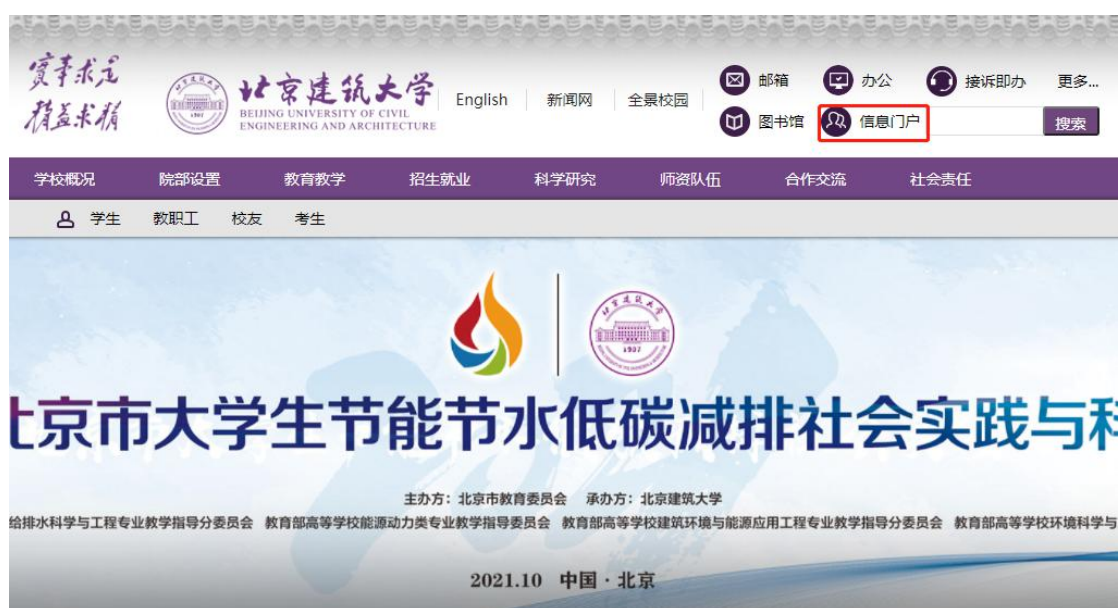 实事求是
精益求精
北京建筑大学
BEIJING UNIVERSITY OF CIVIL
ENGINEERING AND ARCHITECTURE
English 新闻网 全景校园
邮箱 办公 接诉即办 更多...
图书馆 信息门户 搜索
学校概况 院部设置 教育教学 招生就业 科学研究 师资队伍 合作交流 社会责任
学生 教职工 校友 考生
北京建筑大学
1907
北京市大学生节能节水低碳减排社会实践与科
主办方：北京市教育委员会 承办方：北京建筑大学
给排水科学与工程专业教学指导分委员会 教育部高等学校能源动力类专业教学指导委员会 教育部高等学校建筑环境与能源应用工程专业教学指导分委员会 教育部高等学校环境科学与
2021.10 中国·北京